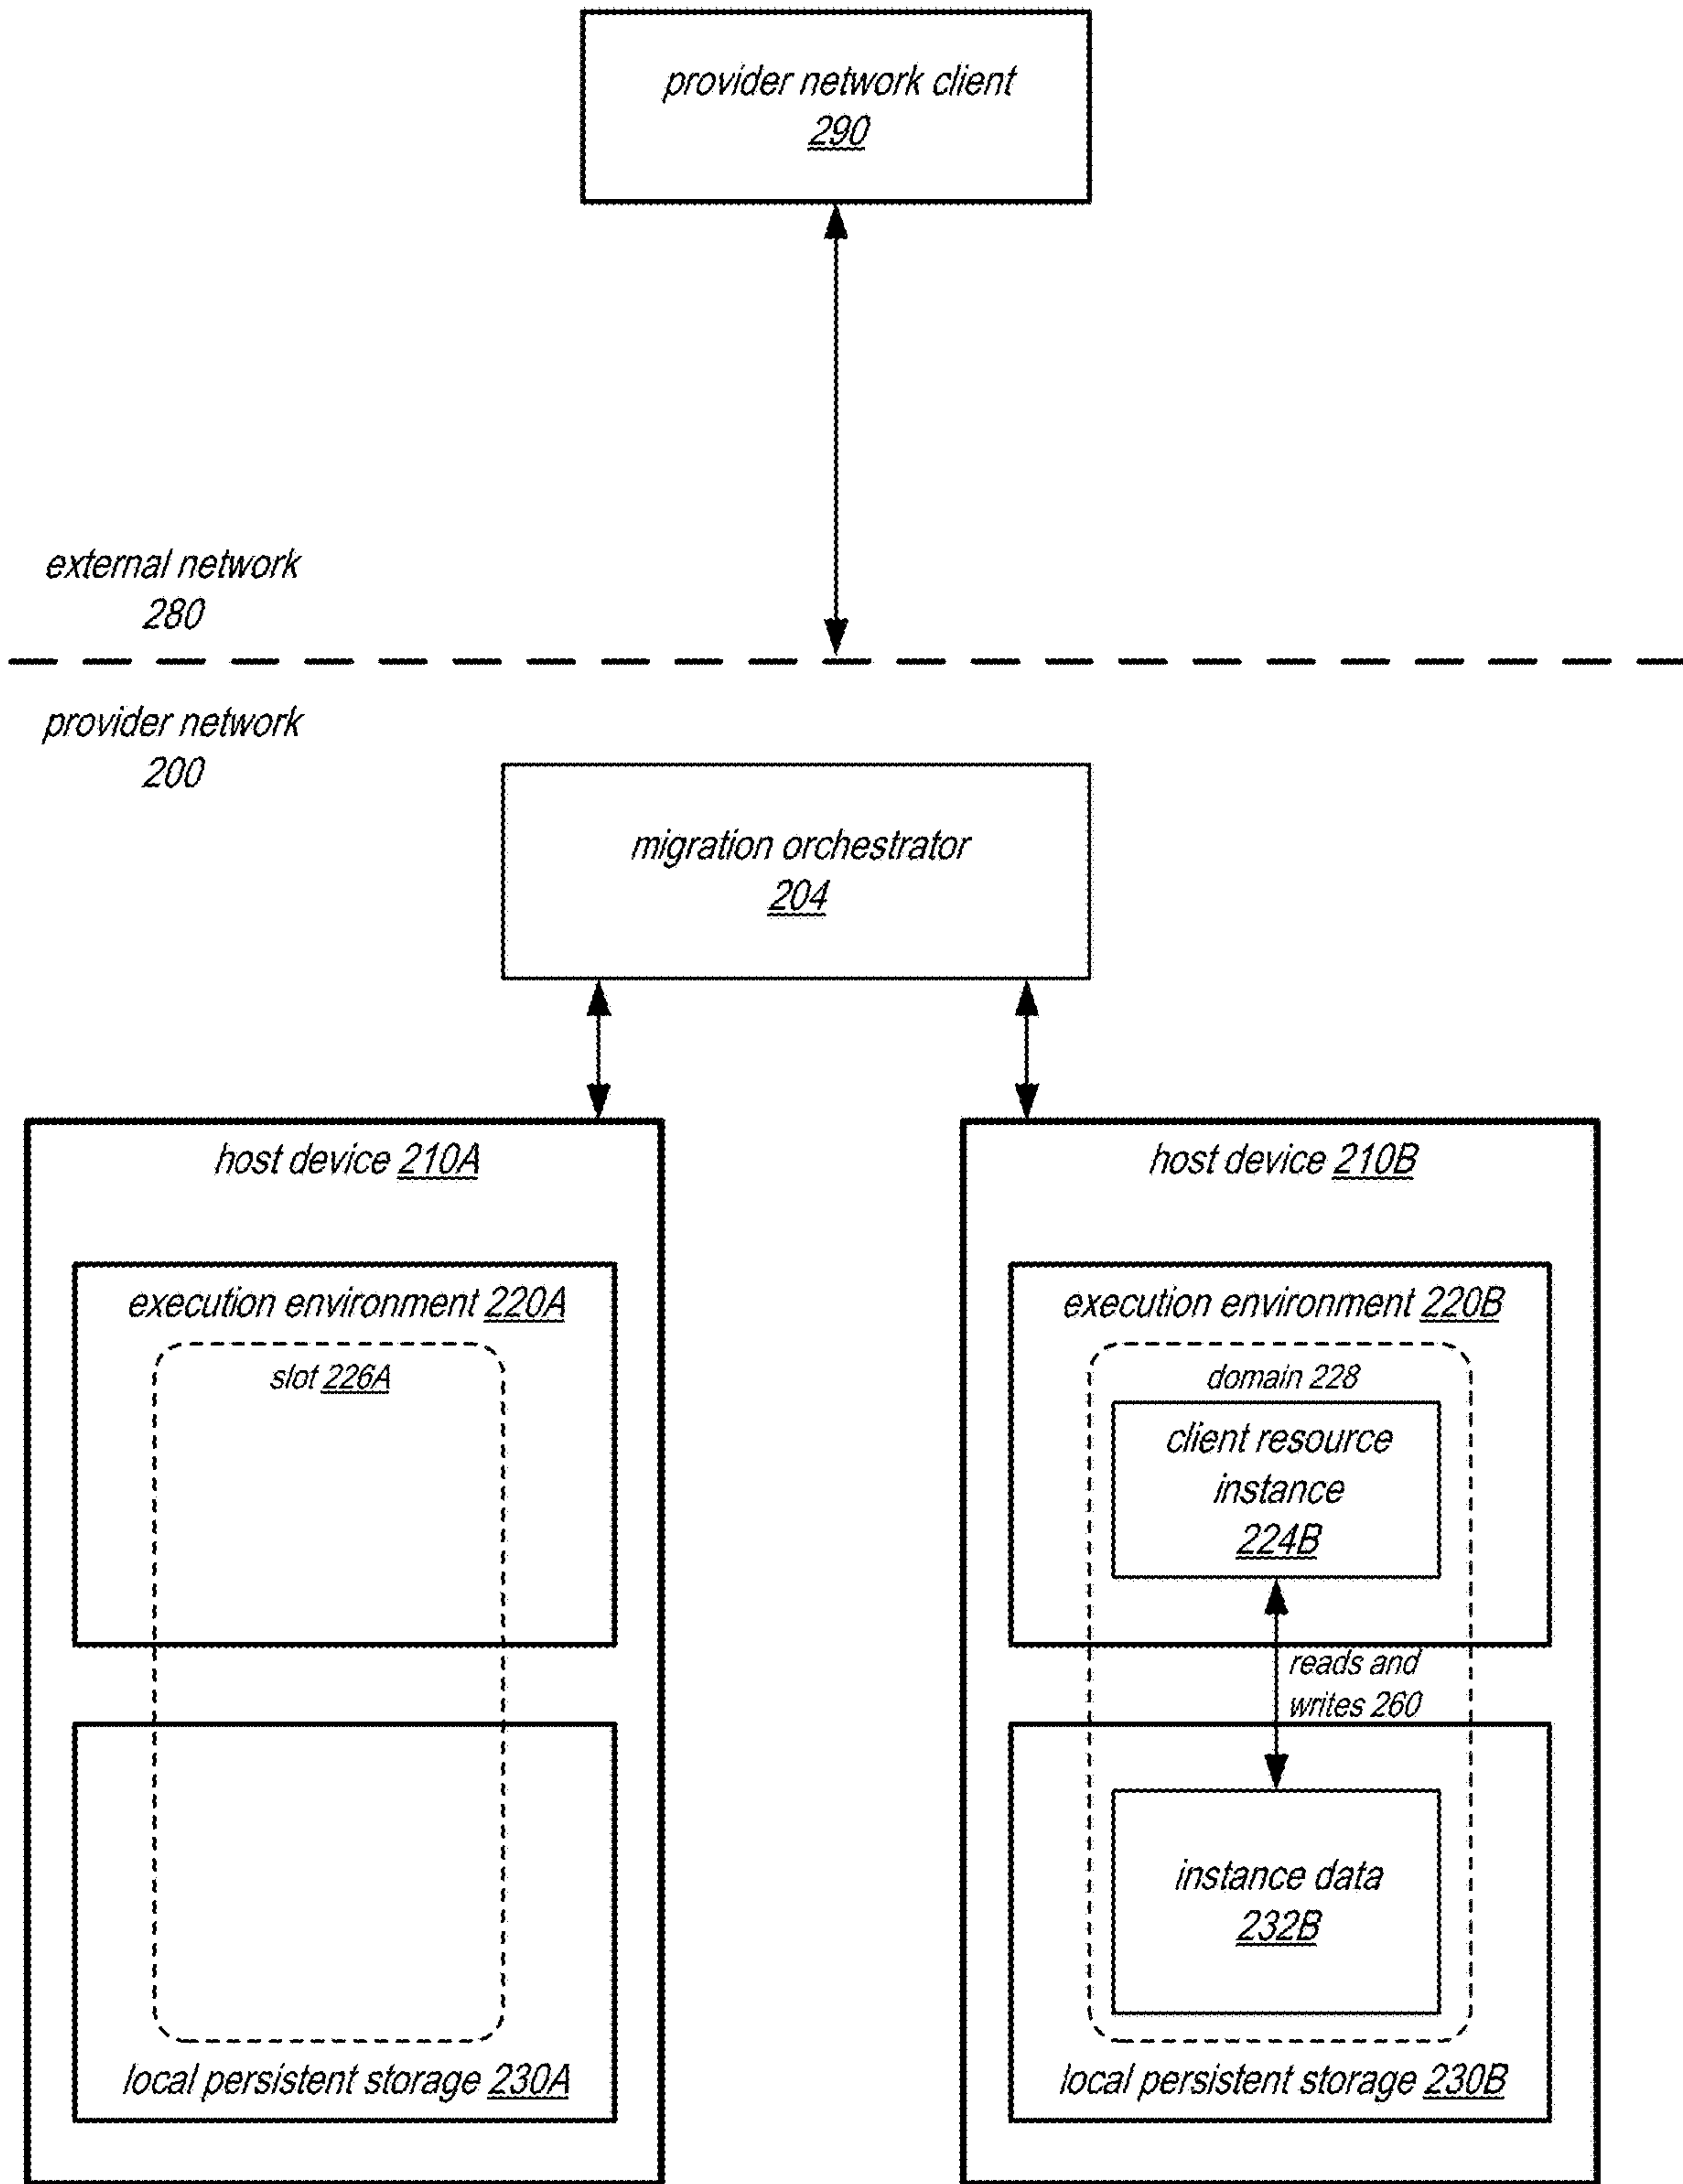 provider network client
290
external network
280
provider network
200
migration orchestrator
204
host device 210A
execution environment 220A
slot 226A
local persistent storage 230A
host device 210B
execution environment 220B
domain 228
client resource
instance
224B
reads and
writes 260
instance data
232B
local persistent storage 230B